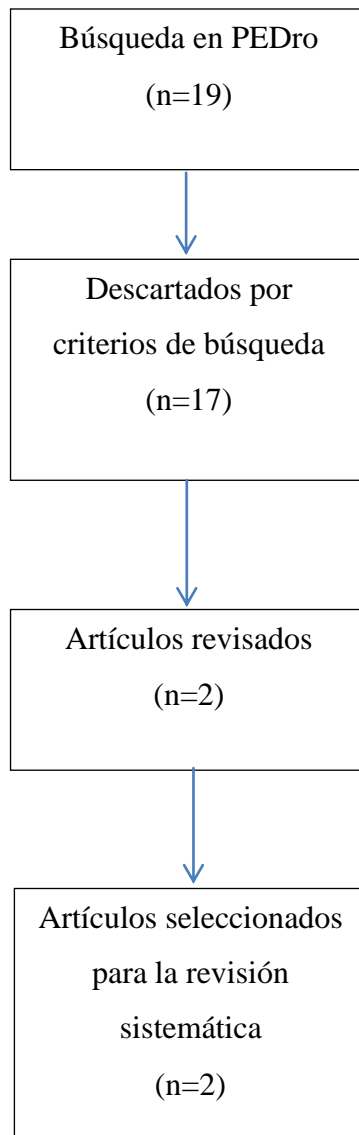 Búsqueda en PEDro
(n=19)
Descartados por
criterios de búsqueda
(n=17)
Artículos revisados
(n=2)
Artículos seleccionados
para la revisión
sistemática
(n=2)